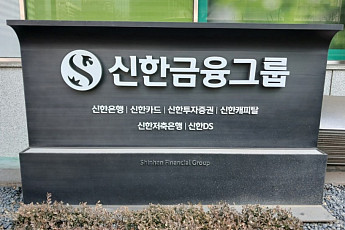 신한금융그룹
신한은행 | 신한카드 | 신한투자증권 | 신한캐피탈
신한저축은행 | 신한DS
Shinhan Financial Group